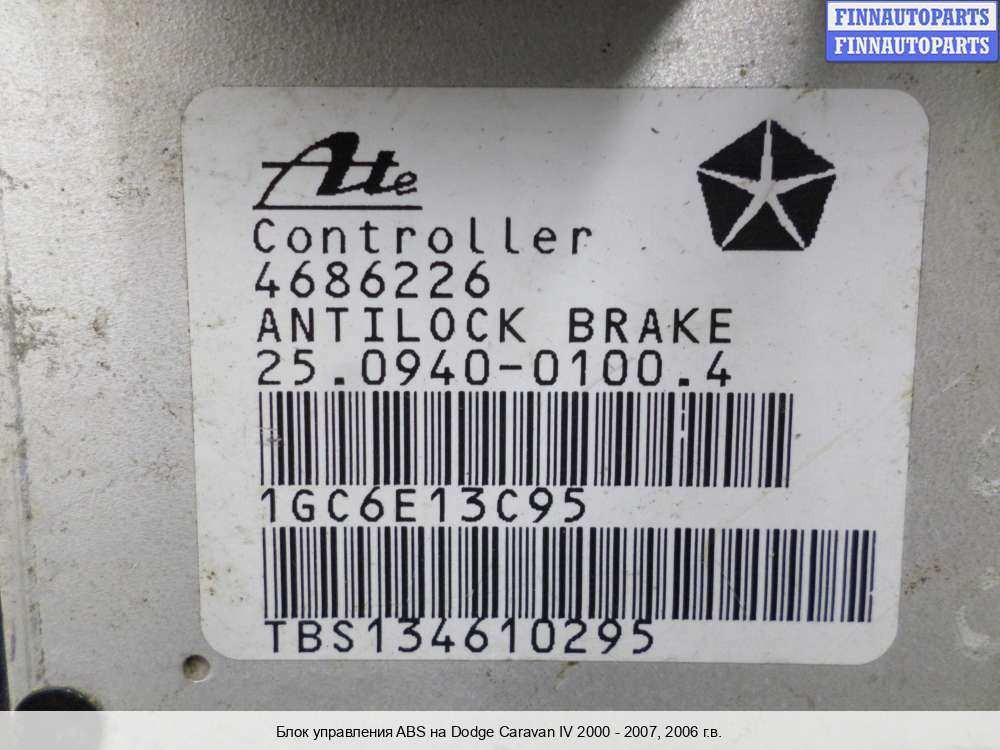 FINNAUTOPARTS
FINNAUTOPARTS
Ate
Controller
4686226
ANTILOCK BRAKE
25.0940-0100.4
1GC6E13C95
TBS134610295
Блок управления ABS на Dodge Caravan IV 2000 - 2007, 2006 г.в.